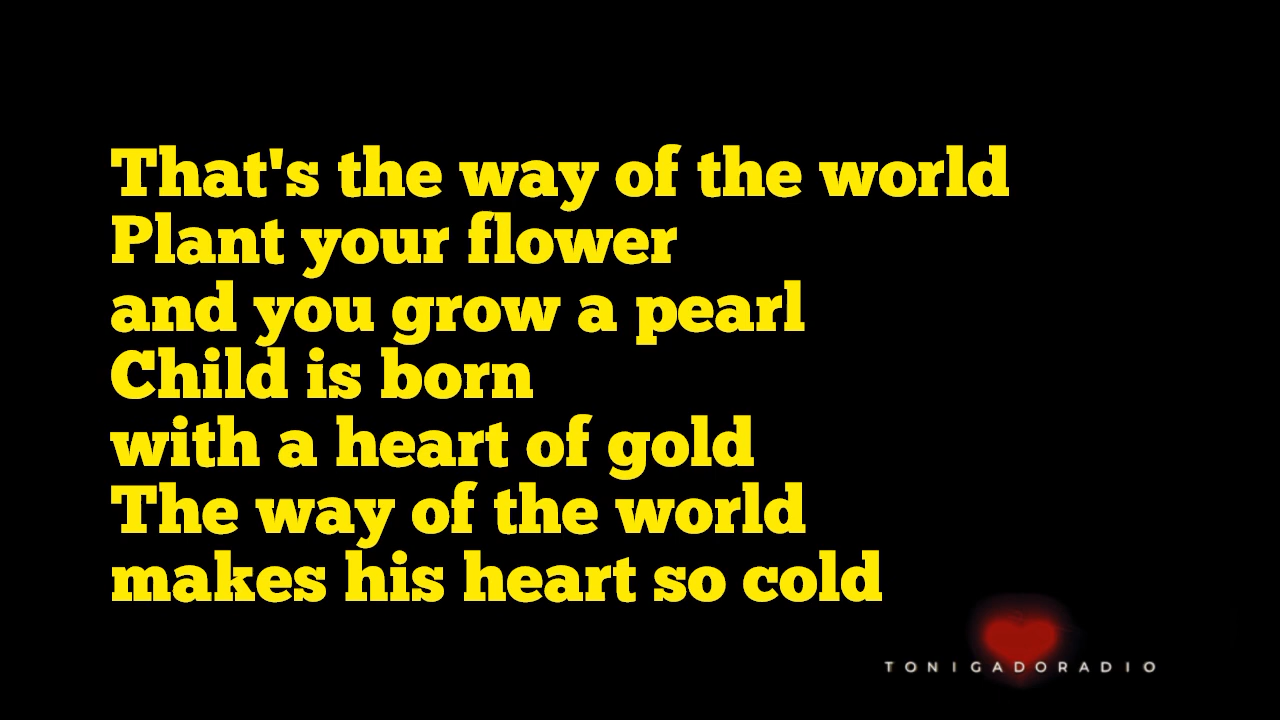 That's the way of the world
Plant your flower
and you grow a pearl
Child is born
with a heart of gold
The way of the world
makes his heart so cold
TONIGADORADIO